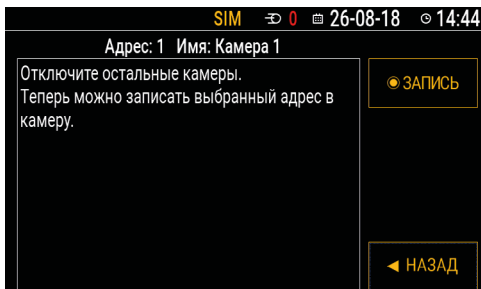 SIM 0 26-08-18 14:44
Адрес: 1 Имя: Камера 1
Отключите остальные камеры.
Теперь можно записать выбранный адрес в
камеру.
ЗАПИСЬ
НАЗАД